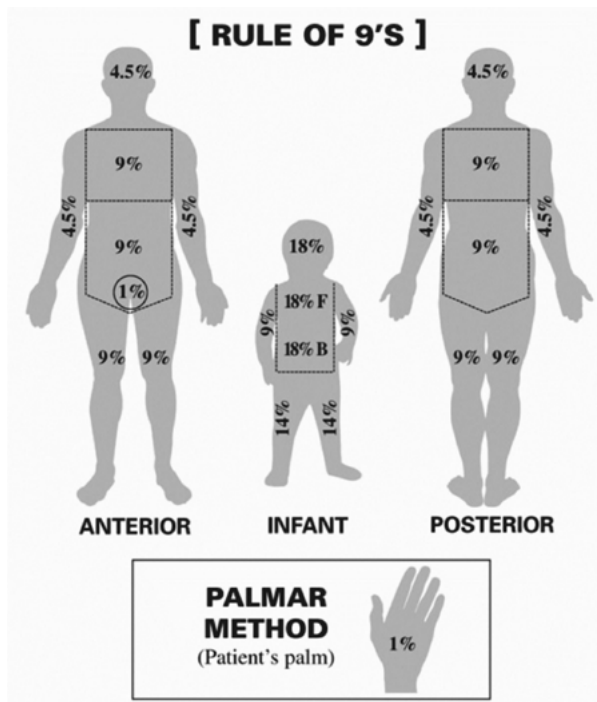 [ RULE OF 9'S ]
4.5%
9%
4.5%
4.5%
9%
1%
9%
9%
ANTERIOR
18%
18% F
9%
9%
18% B
14%
14%
INFANT
4.5%
9%
4.5%
4.5%
9%
9%
9%
POSTERIOR
PALMAR
METHOD
(Patient's palm)
1%